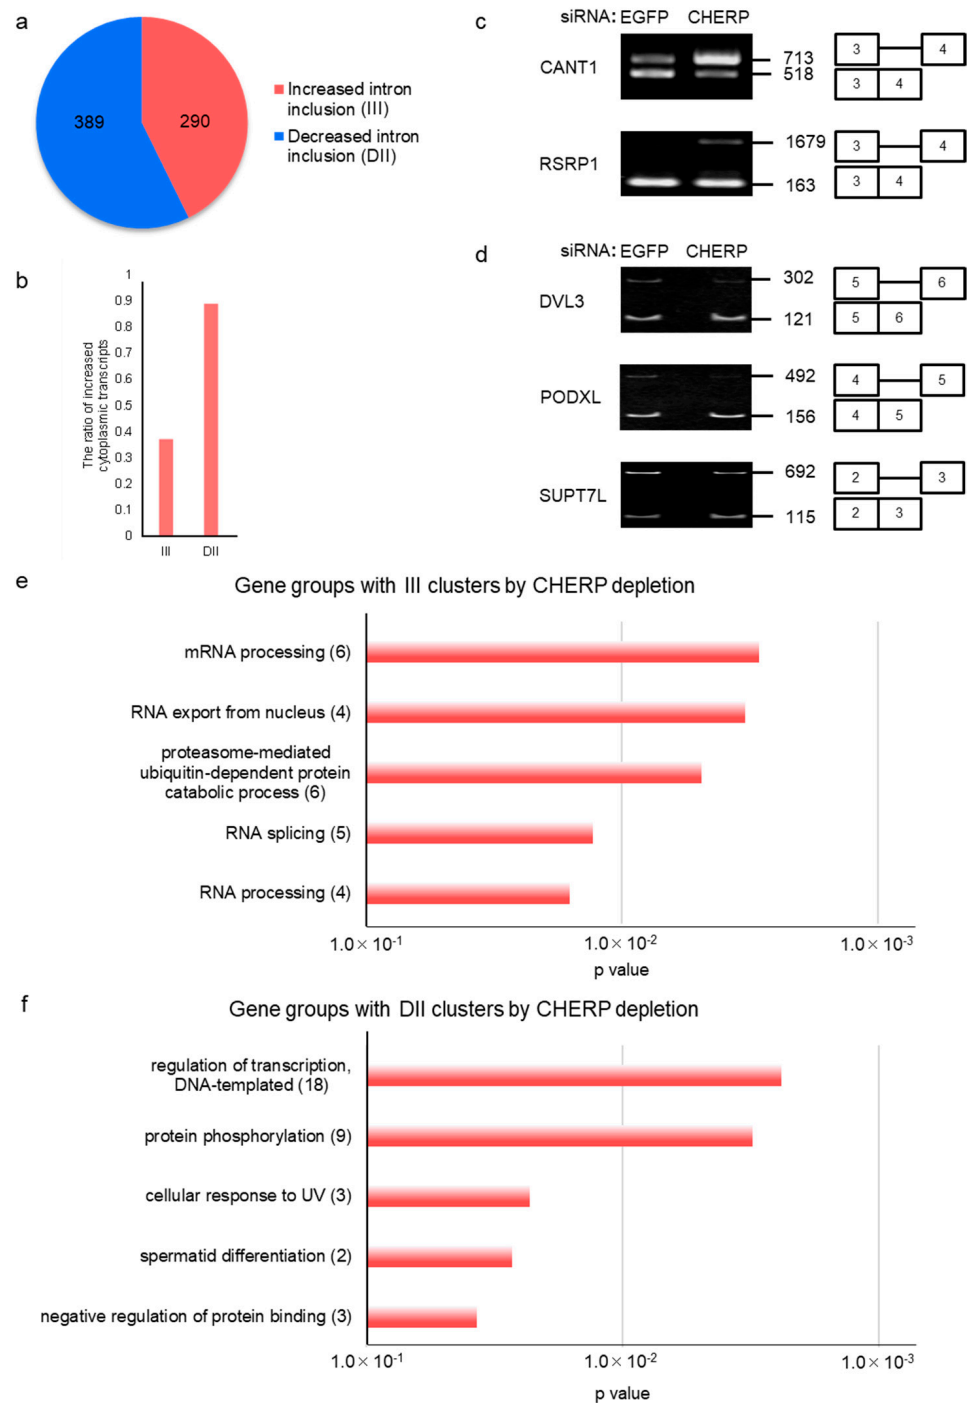 a
389
290
Increased intron
inclusion (III)
Decreased intron
inclusion (DII)
b
The ratio of increased
cytoplasmic transcripts
1
0.9
0.8
0.7
0.6
0.5
0.4
0.3
0.2
0.1
0
III
DII
c
siRNA: EGFP CHERP
CANT1
713
518
3 4
3 4
RSRP1
1679
163
3 4
3 4
d
siRNA: EGFP CHERP
DVL3
302
121
5 6
5 6
PODXL
492
156
4 5
4 5
SUPT7L
692
115
2 3
2 3
e
Gene groups with III clusters by CHERP depletion
mRNA processing (6)
RNA export from nucleus (4)
proteasome-mediated
ubiquitin-dependent protein
catabolic process (6)
RNA splicing (5)
RNA processing (4)
1.0×10-1 1.0×10-2 1.0×10-3
p value
f
Gene groups with DII clusters by CHERP depletion
regulation of transcription,
DNA-templated (18)
protein phosphorylation (9)
cellular response to UV (3)
spermatid differentiation (2)
negative regulation of protein binding (3)
1.0×10-1 1.0×10-2 1.0×10-3
p value